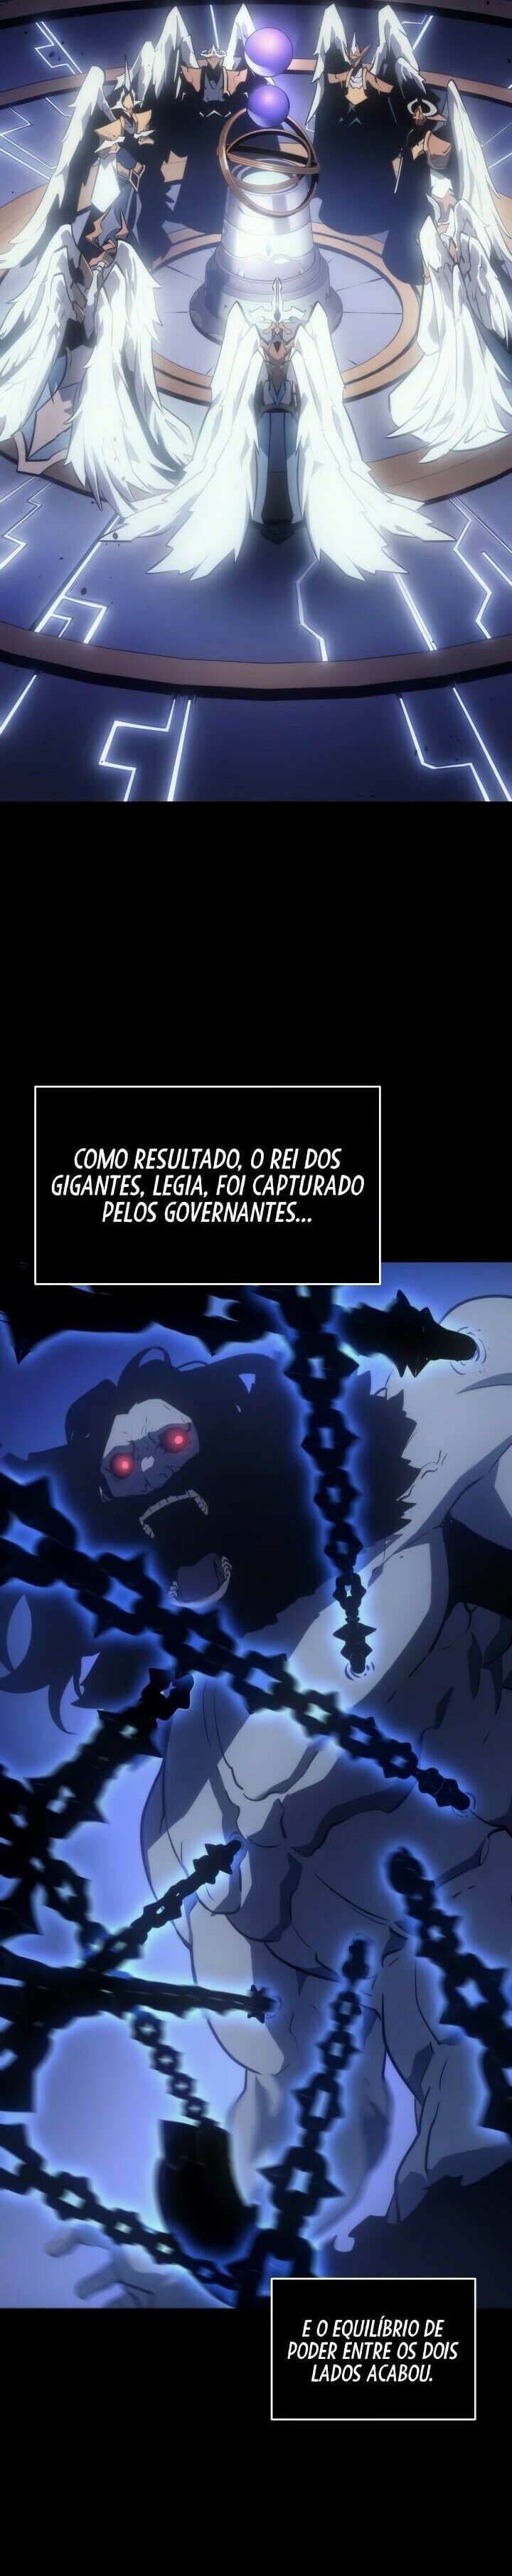 COMO RESULTADO, O REI DOS
GIGANTES, LEGIA, FOI CAPTURADO
PELOS GOVERNANTES...
E O EQUILÍBRIO DE
PODER ENTRE OS DOIS
LADOS ACABOU.